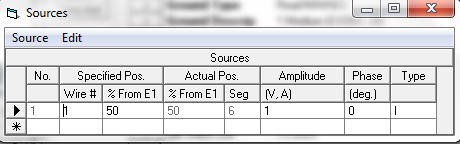 Sources
Source Edit
Sources
No. Specified Pos. Actual Pos. Amplitude Phase Type
Wire # % From E1 % From E1 Seg (V, A) (deg.)
1 1 50 50 6 1 0 I
*